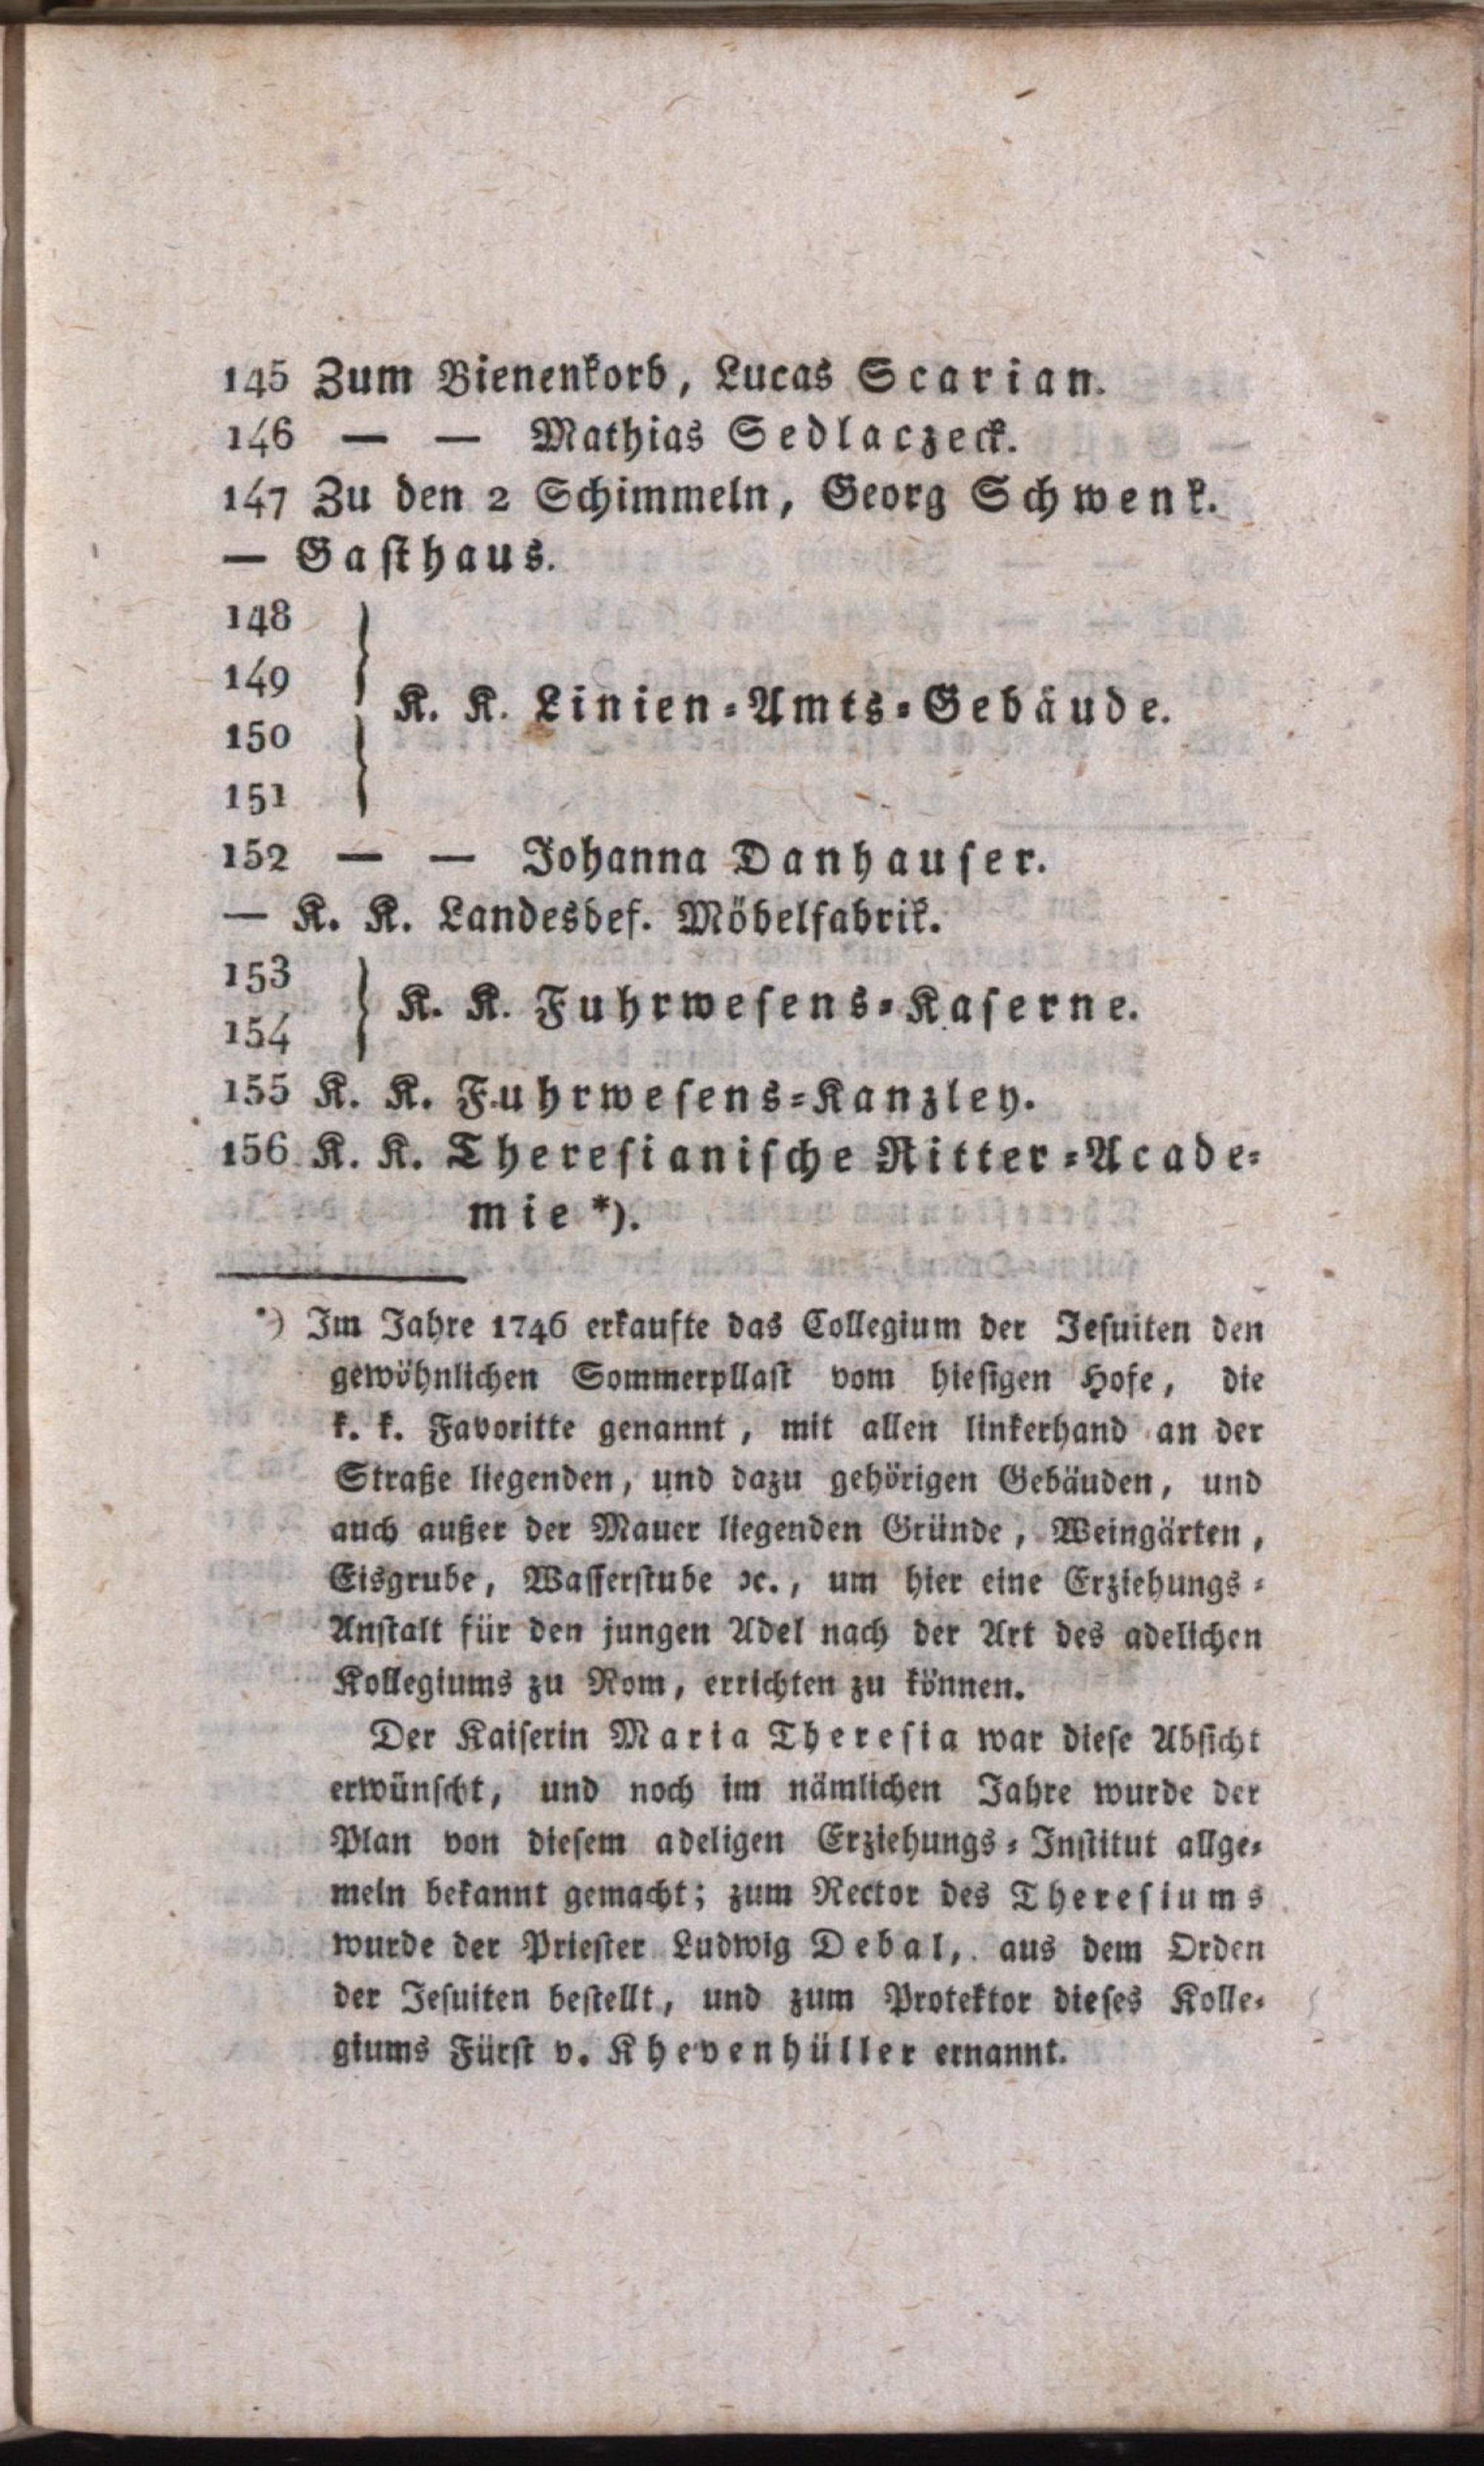 145 Zum Bienenkorb, Lucas Scarian.
146 — — Mathias Sedlaczeck.
147 Zu den 2 Schimmeln, Georg Schwenk.
— Gasthaus.
148
149
150
151
K. K. Linien-Amts-Gebäude.
152 — — Johanna Danhauser.
— K. K. Landesbef. Möbelfabrik.
153
154
K. K. Fuhrwesens-Kaserne.
155 K. K. Fuhrwesens-Kanzley.
156 K. K. Theresianische Ritter-Acade-
mie *).
*) Im Jahre 1746 erkaufte das Collegium der Jesuiten den
gewöhnlichen Sommerpllast vom hiesigen Hofe, die
k. k. Favoritte genannt, mit allen linkerhand an der
Straße liegenden, und dazu gehörigen Gebäuden, und
auch außer der Mauer liegenden Gründe, Weingärten,
Eisgrube, Wasserstube ꝛc., um hier eine Erziehungs-
Anstalt für den jungen Adel nach der Art des adelichen
Kollegiums zu Rom, errichten zu können.
Der Kaiserin Maria Theresia war diese Absicht
erwünscht, und noch im nämlichen Jahre wurde der
Plan von diesem adeligen Erziehungs-Institut allge-
mein bekannt gemacht; zum Rector des Theresiums
wurde der Priester Ludwig Debal, aus dem Orden
der Jesuiten bestellt, und zum Protektor dieses Kolle-
giums Fürst v. Khevenhüller ernannt.